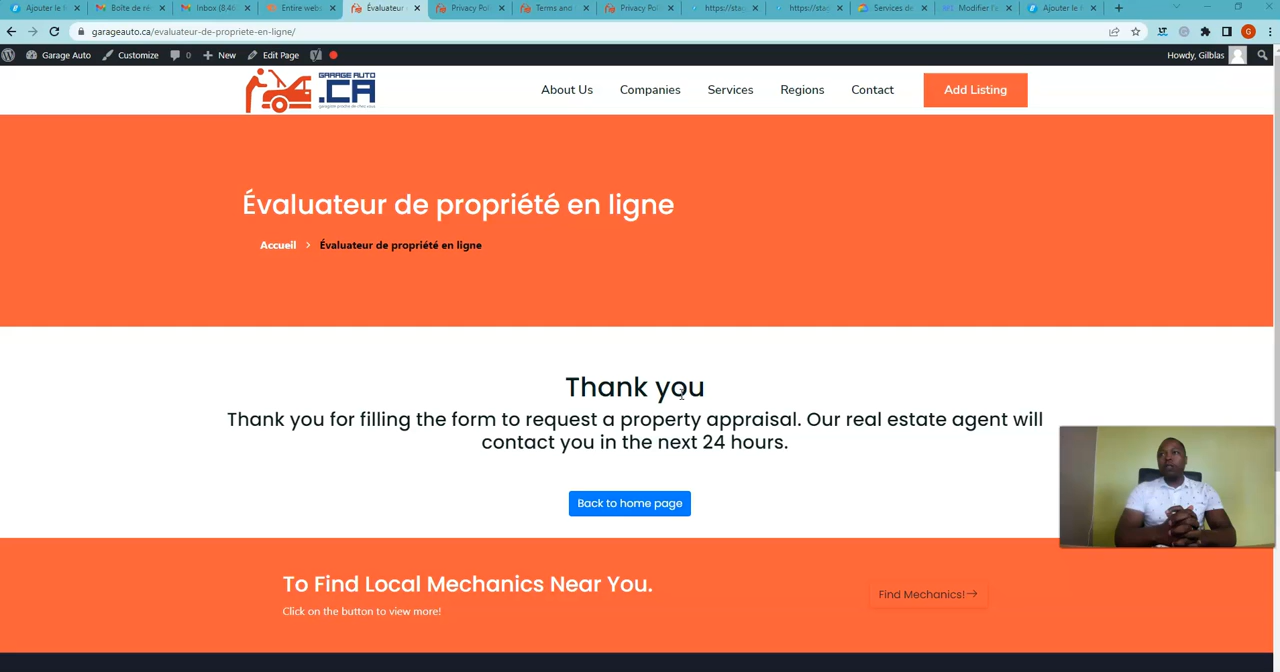 Ajouter le t
Boîte de ré
Inbox (8.46
Entire webs
Évaluateur
Privacy Pol
Terms and
Privacy Pol
https://stag
https://stag
Services de
Modifier l'a
Ajouter le t
garageauto.ca/evaluateur-de-propriete-en-ligne/
G
Garage Auto Customize 0 New Edit Page Howdy, Gilblas
GARAGE AUTO
.CA
About Us Companies Services Regions Contact Add Listing
Évaluateur de propriété en ligne
Accueil > Évaluateur de propriété en ligne
Thank you
Thank you for filling the form to request a property appraisal. Our real estate agent will
contact you in the next 24 hours.
Back to home page
To Find Local Mechanics Near You.
Find Mechanics!→
Click on the button to view more!